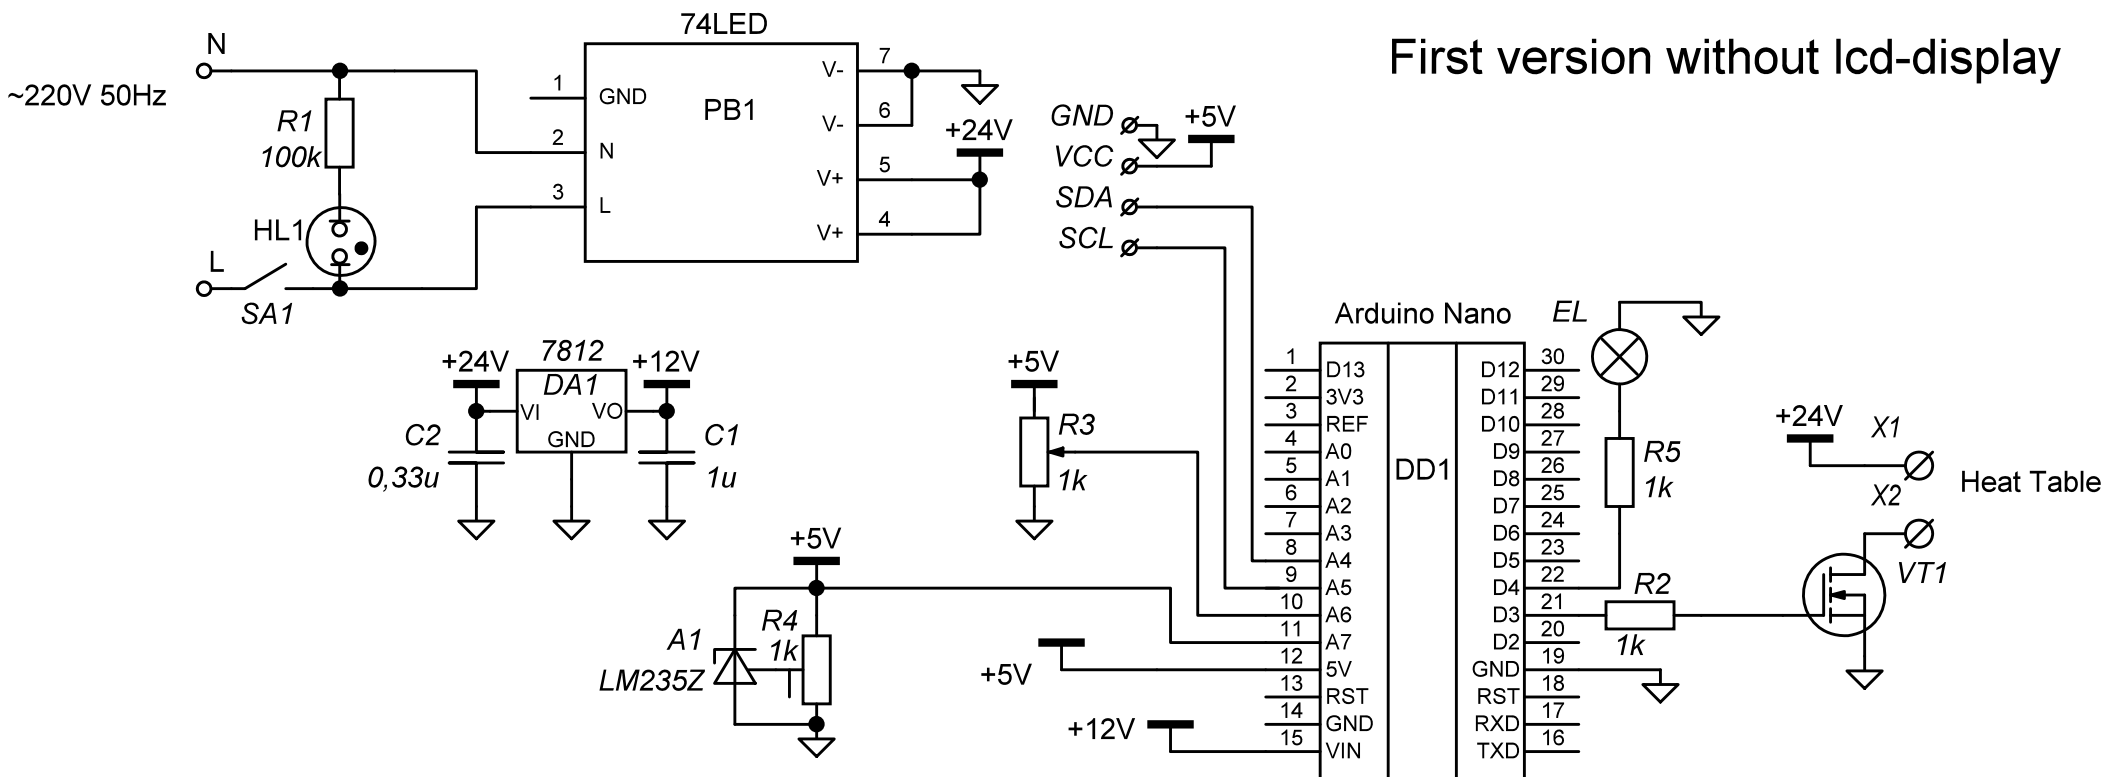 First version without lcd-display
74LED
N
~220V 50Hz
R1
100k
HL1
L
SA1
PB1
1
GND
2
N
3
L
V- 7
V- 6
V+ 5
V+ 4
+24V
GND
VCC
+5V
SDA
SCL
7812
DA1
+24V
+12V
VI
VO
GND
C2
0,33u
C1
1u
+5V
R3
1k
+5V
R4
1k
A1
LM235Z
+5V
+12V
Arduino Nano
DD1
1 D13
2 3V3
3 REF
4 A0
5 A1
6 A2
7 A3
8 A4
9 A5
10 A6
11 A7
12 5V
13 RST
14 GND
15 VIN
D12 30
D11 29
D10 28
D9 27
D8 26
D7 25
D6 24
D5 23
D4 22
D3 21
D2 20
GND 19
RST 18
RXD 17
TXD 16
EL
R5
1k
R2
1k
+24V
X1
X2
Heat Table
VT1